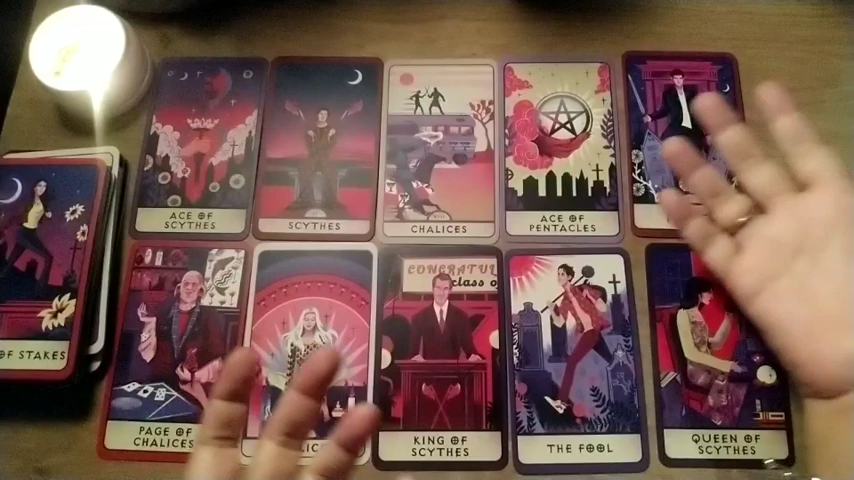 ACE OF
SCYTHES
SCYTHES
CHALICES
ACE OF
PENTACLES
OF STAKES
PAGE OF
CHALICES
CONGRATUL
class of
KING OF
SCYTHES
THE FOOL
QUEEN OF
SCYTHES